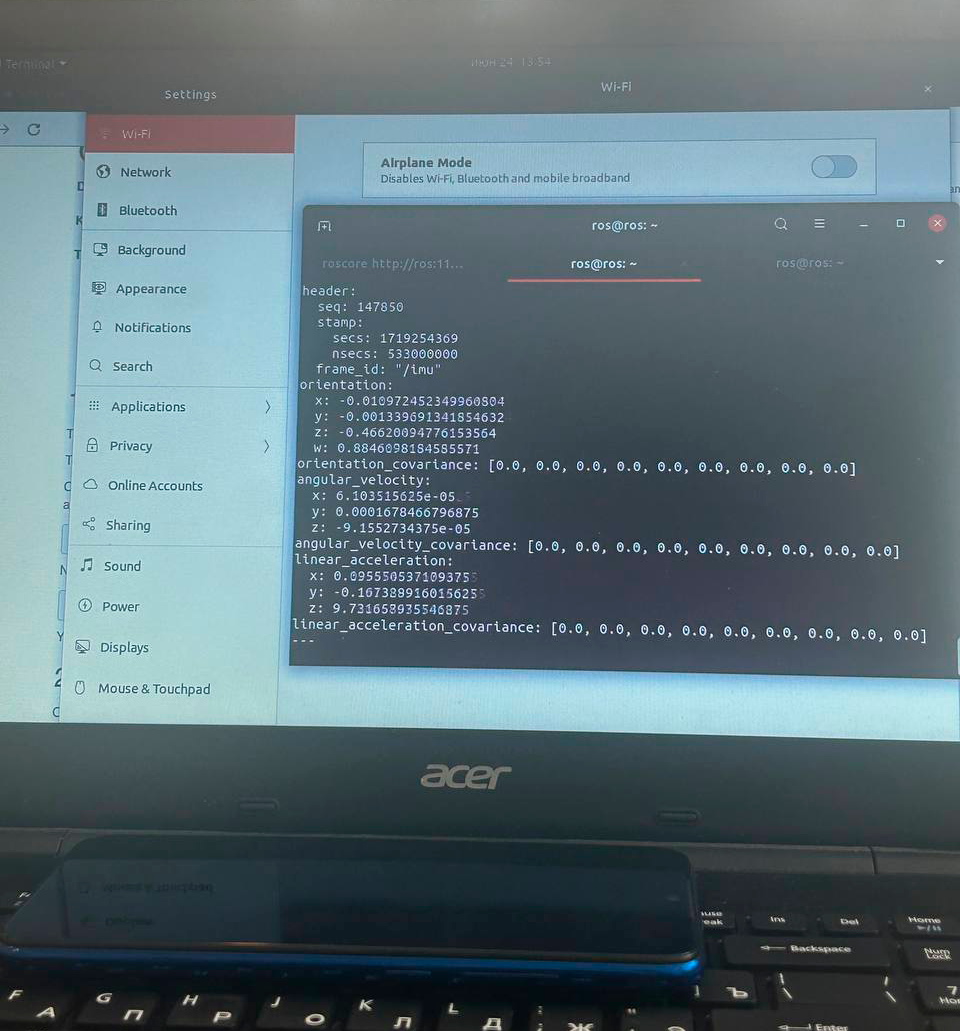 Terminal
июн 24 13:54
Settings
Wi-Fi
Wi-Fi
Network
Bluetooth
Background
Appearance
Notifications
Search
Applications
Privacy
Online Accounts
Sharing
Sound
Power
Displays
Mouse & Touchpad
Airplane Mode
Disables Wi-Fi, Bluetooth and mobile broadband
ros@ros: ~
roscore http://ros:11...
ros@ros: ~
ros@ros: ~
header:
seq: 147850
stamp:
secs: 1719254369
nsecs: 533000000
frame_id: "/imu"
orientation:
x: -0.010972452349960804
y: -0.001339691341854632
z: -0.46620094776153564
w: 0.8846098184585571
orientation_covariance: [0.0, 0.0, 0.0, 0.0, 0.0, 0.0, 0.0, 0.0, 0.0]
angular_velocity:
x: 6.103515625e-05
y: 0.0001678466796875
z: -9.1552734375e-05
angular_velocity_covariance: [0.0, 0.0, 0.0, 0.0, 0.0, 0.0, 0.0, 0.0, 0.0]
linear_acceleration:
x: 0.0955505371093755
y: -0.1673889160156255
z: 9.731658935546875
linear_acceleration_covariance: [0.0, 0.0, 0.0, 0.0, 0.0, 0.0, 0.0, 0.0, 0.0]
---
acer
Ins
Del
Home
Backspace
Num Lock
F А
G П
H Р
J О
K Л
L Д
Ж
Ъ
7
Enter